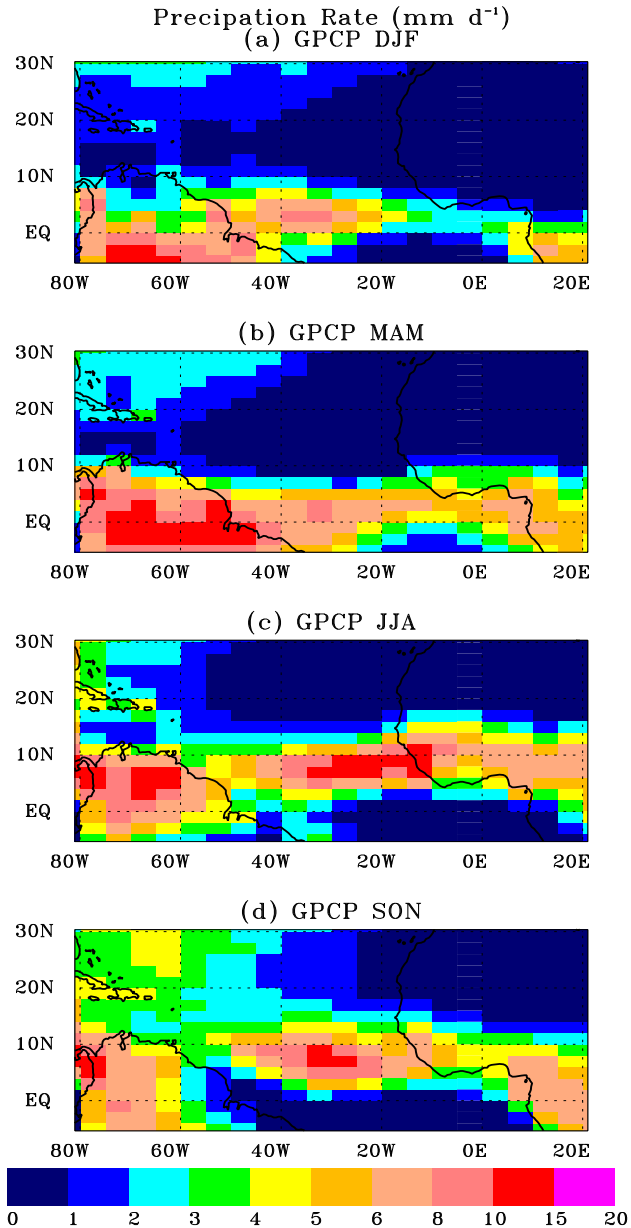 Precipation Rate (mm d⁻¹)
(a) GPCP DJF
30N
20N
10N
EQ
80W 60W 40W 20W 0E 20E
(b) GPCP MAM
30N
20N
10N
EQ
80W 60W 40W 20W 0E 20E
(c) GPCP JJA
30N
20N
10N
EQ
80W 60W 40W 20W 0E 20E
(d) GPCP SON
30N
20N
10N
EQ
80W 60W 40W 20W 0E 20E
0 1 2 3 4 5 6 8 10 15 20